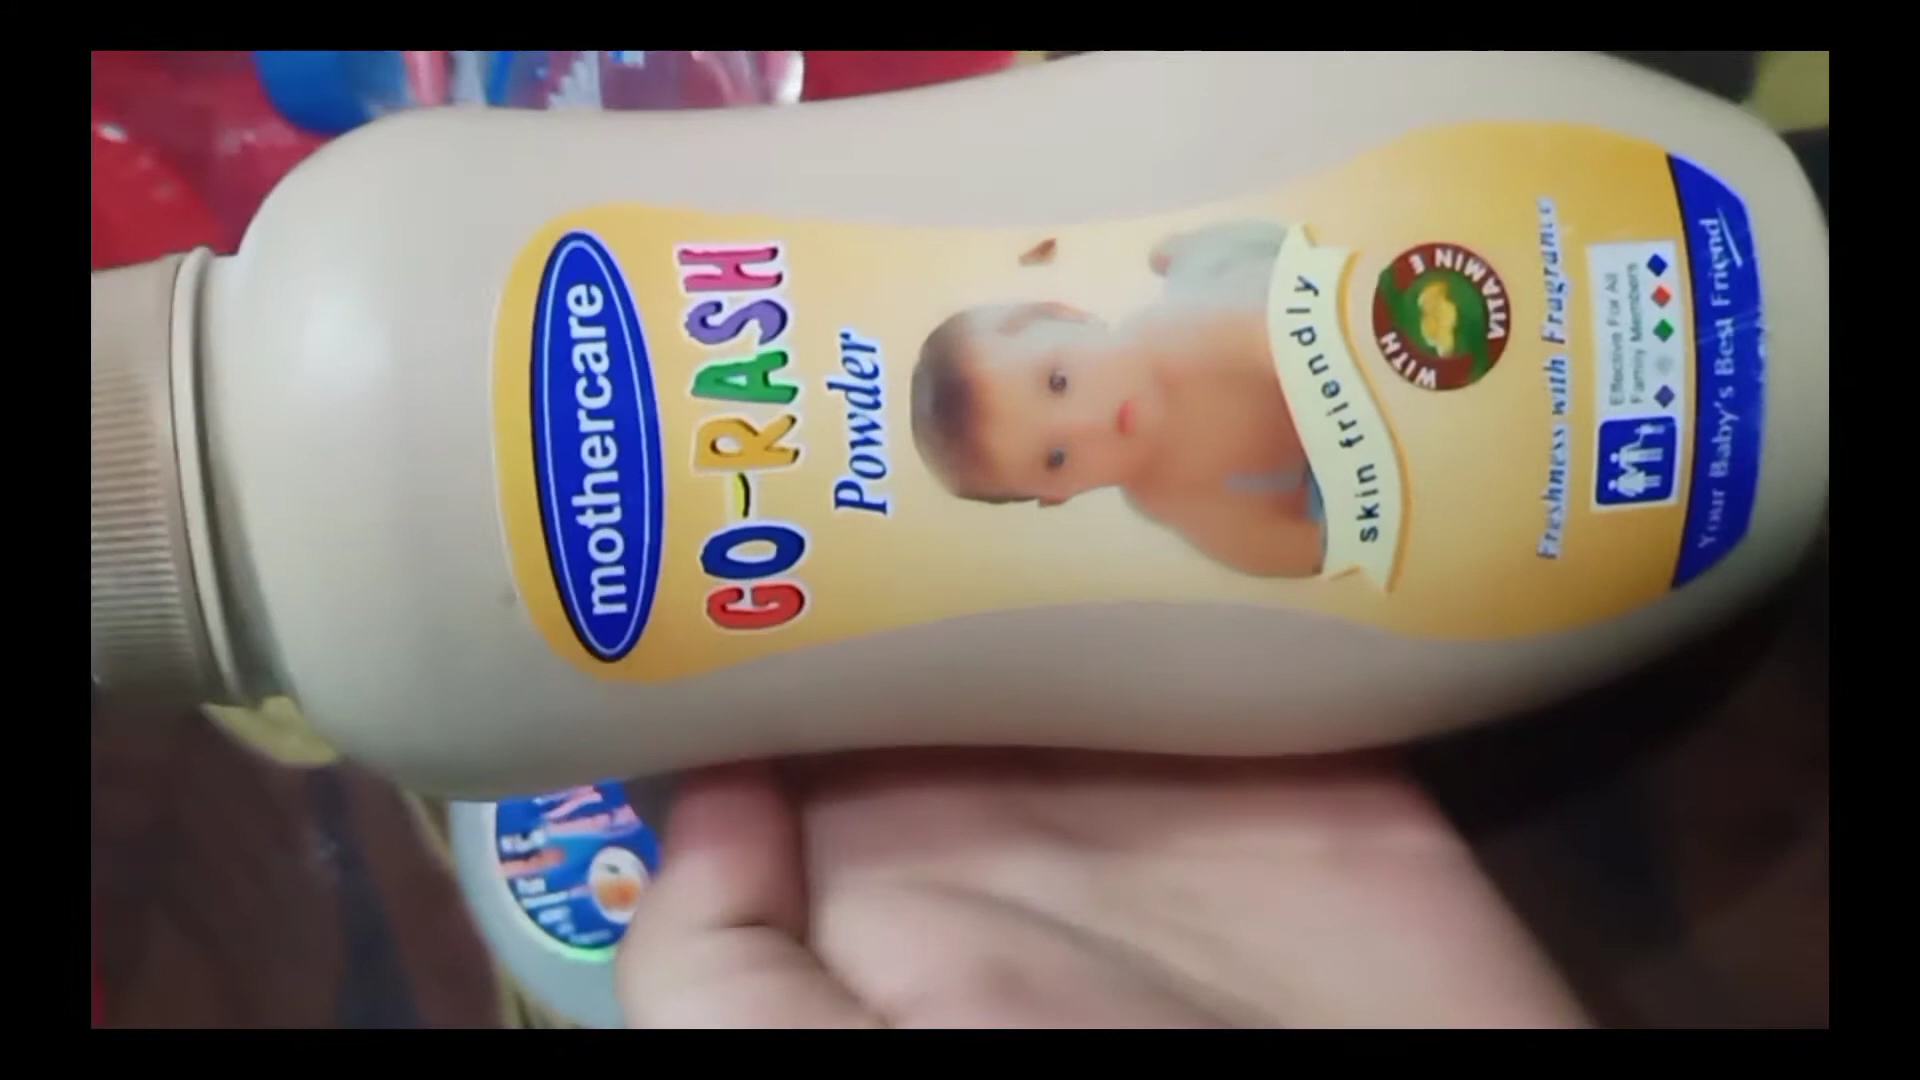 mothercare
GO-RASH
Powder
skin friendly
WITH VITAMIN E
Freshness with Fragrance
Effective For All
Family Members
Your Baby's Best Friend